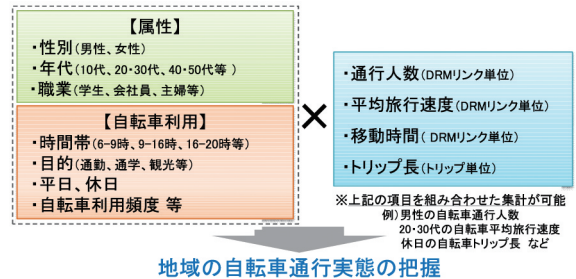 【属性】
・性別(男性、女性)
・年代(10代、20・30代、40・50代等 )
・職業(学生、会社員、主婦等)
【自転車利用】
・時間帯(6-9時、9-16時、16-20時等)
・目的(通勤、通学、観光等)
・平日、休日
・自転車利用頻度 等
×
・通行人数(DRMリンク単位)
・平均旅行速度(DRMリンク単位)
・移動時間( DRMリンク単位)
・トリップ長(トリップ単位)
※上記の項目を組み合わせた集計が可能
例)男性の自転車通行人数
20・30代の自転車平均旅行速度
休日の自転車トリップ長 など
地域の自転車通行実態の把握